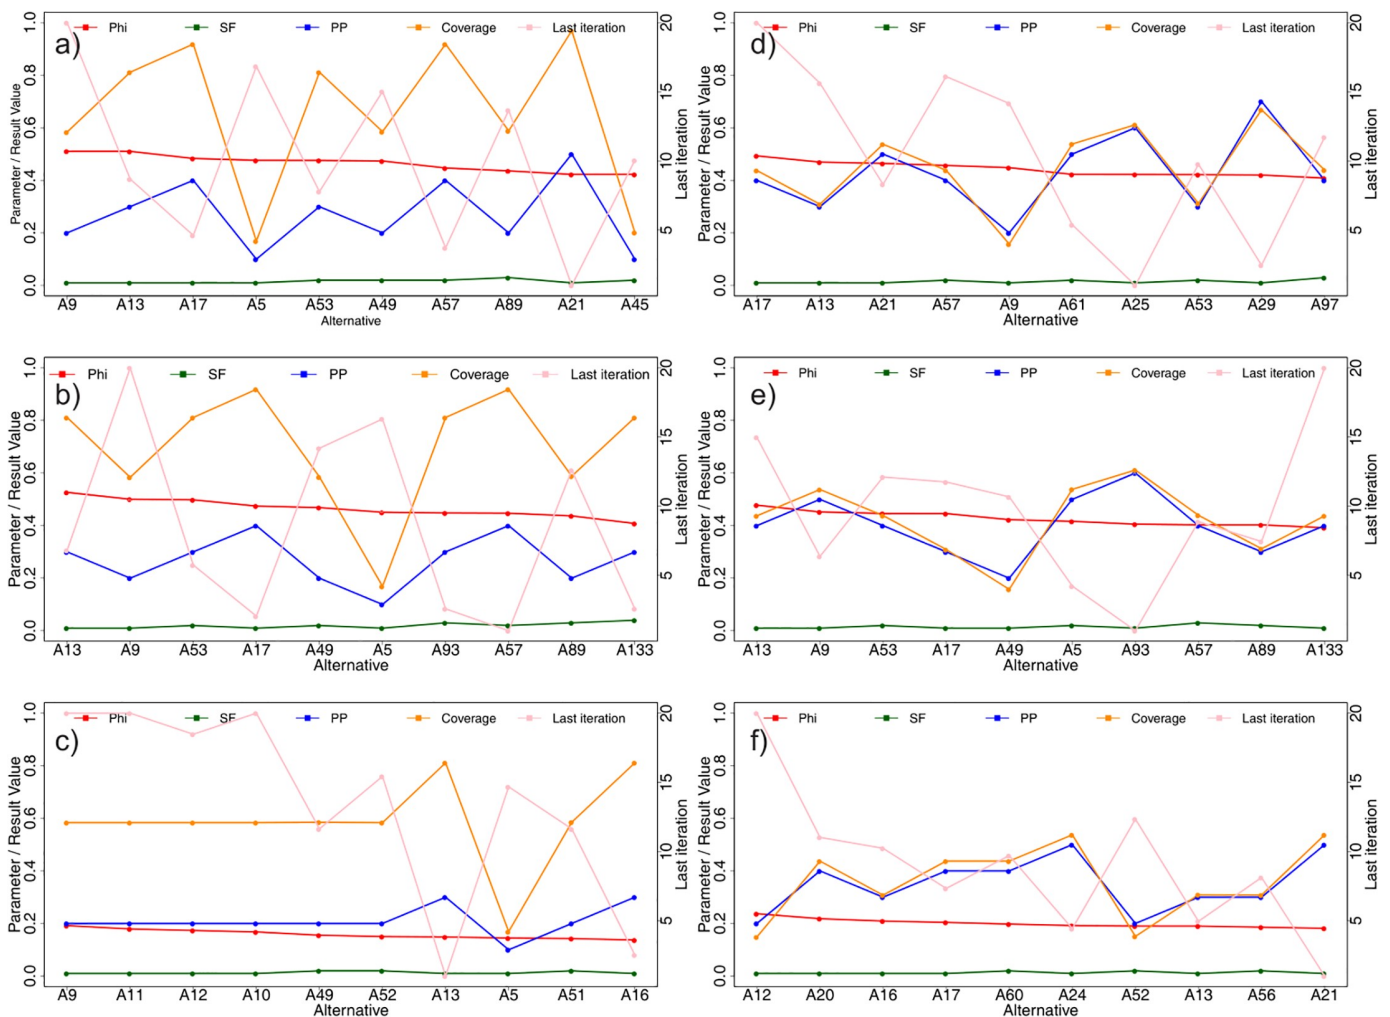 a)
Phi SF PP Coverage Last iteration
Parameter / Result Value
0.0 0.2 0.4 0.6 0.8 1.0
5 10 15 20
Last iteration
A9 A13 A17 A5 A53 A49 A57 A89 A21 A45
Alternative
d)
Phi SF PP Coverage Last iteration
Parameter / Result Value
0.0 0.2 0.4 0.6 0.8 1.0
5 10 15 20
Last iteration
A17 A13 A21 A57 A9 A61 A25 A53 A29 A97
Alternative
b)
Phi SF PP Coverage Last iteration
Parameter / Result Value
0.0 0.2 0.4 0.6 0.8 1.0
5 10 15 20
Last iteration
A13 A9 A53 A17 A49 A5 A93 A57 A89 A133
Alternative
e)
Phi SF PP Coverage Last iteration
Parameter / Result Value
0.0 0.2 0.4 0.6 0.8 1.0
5 10 15 20
Last iteration
A13 A9 A53 A17 A49 A5 A93 A57 A89 A133
Alternative
c)
Phi SF PP Coverage Last iteration
Parameter / Result Value
0.0 0.2 0.4 0.6 0.8 1.0
5 10 15 20
Last iteration
A9 A11 A12 A10 A49 A52 A13 A5 A51 A16
Alternative
f)
Phi SF PP Coverage Last iteration
Parameter / Result Value
0.0 0.2 0.4 0.6 0.8 1.0
5 10 15 20
Last iteration
A12 A20 A16 A17 A60 A24 A52 A13 A56 A21
Alternative